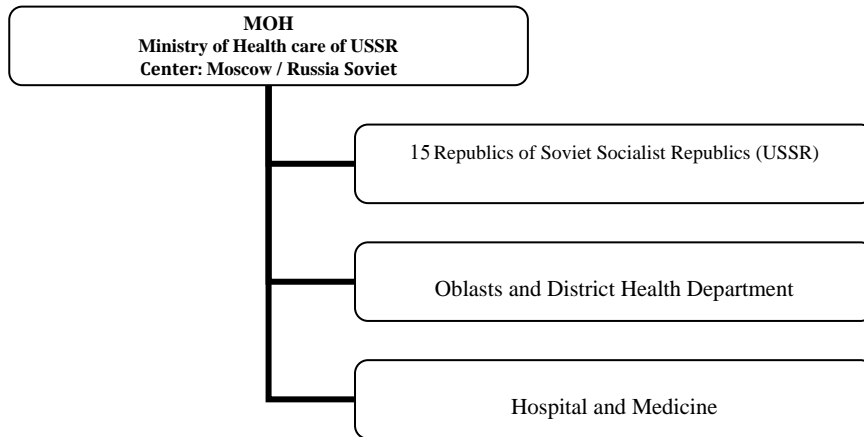 MOH
Ministry of Health care of USSR
Center: Moscow / Russia Soviet
15 Republics of Soviet Socialist Republics (USSR)
Oblasts and District Health Department
Hospital and Medicine